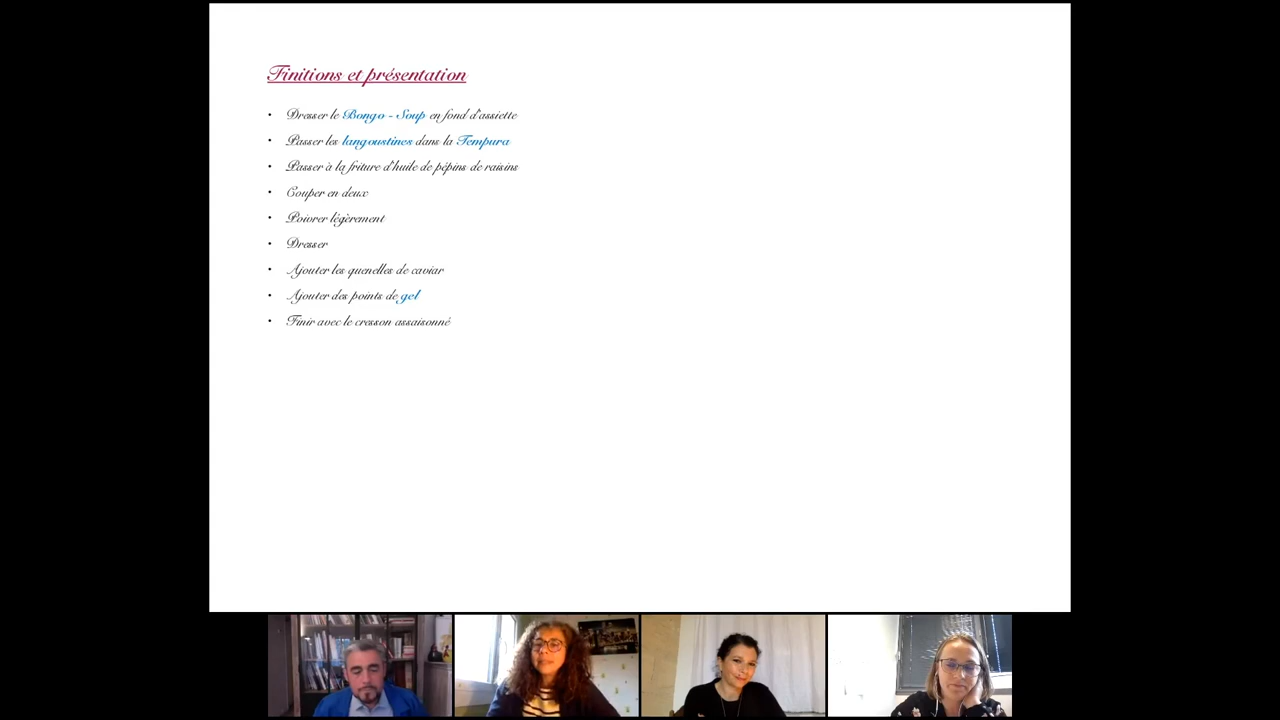 Finitions et présentation
• Dresser le Bongo - Soup en fond d'assiette
• Passer les langoustines dans la Tempura
• Passer à la friture d'huile de pépins de raisins
• Couper en deux
• Poivrer légèrement
• Dresser
• Ajouter les quenelles de caviar
• Ajouter des points de gel
• Finir avec le cresson assaisonné